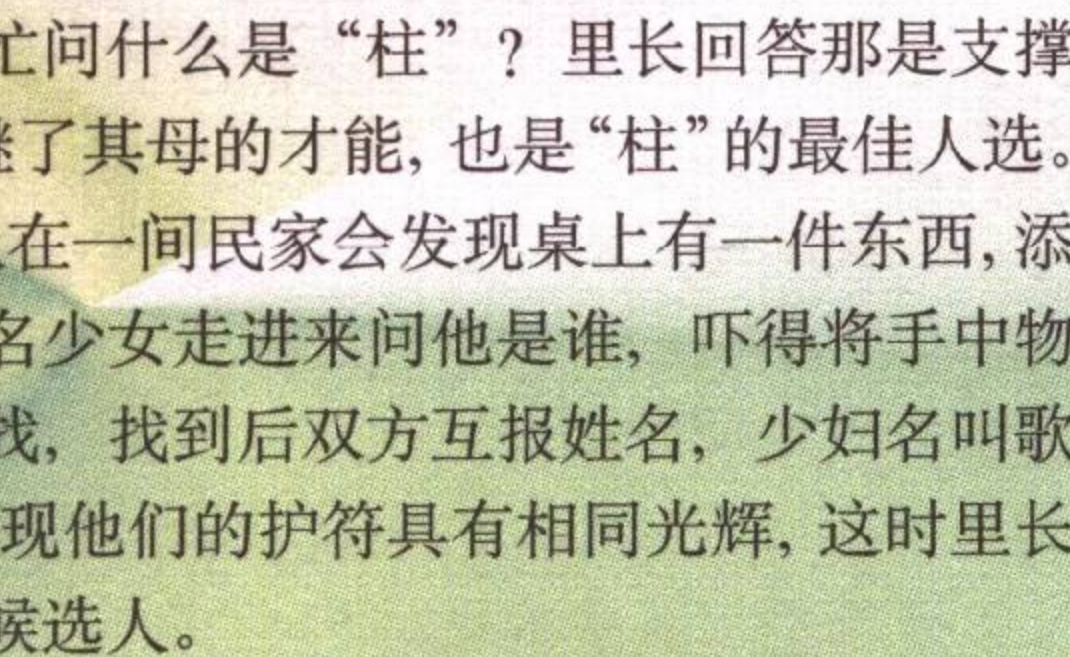 忙问什么是“柱”？里长回答那是支撑
继了其母的才能,也是“柱”的最佳人选。
在一间民家会发现桌上有一件东西,添
名少女走进来问他是谁,吓得将手中物
找,找到后双方互报姓名,少妇名叫歌
现他们的护符具有相同光辉,这时里长
候选人。